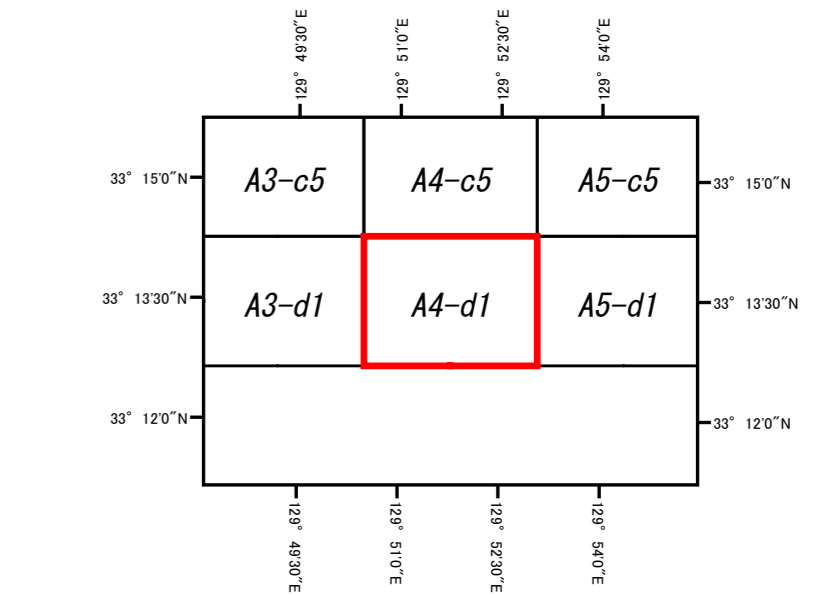 129° 49'30"E
129° 51'0"E
129° 52'30"E
129° 54'0"E
33° 15'0"N
A3-c5
A4-c5
A5-c5
33° 15'0"N
33° 13'30"N
A3-d1
A4-d1
A5-d1
33° 13'30"N
33° 12'0"N
33° 12'0"N
129° 49'30"E
129° 51'0"E
129° 52'30"E
129° 54'0"E